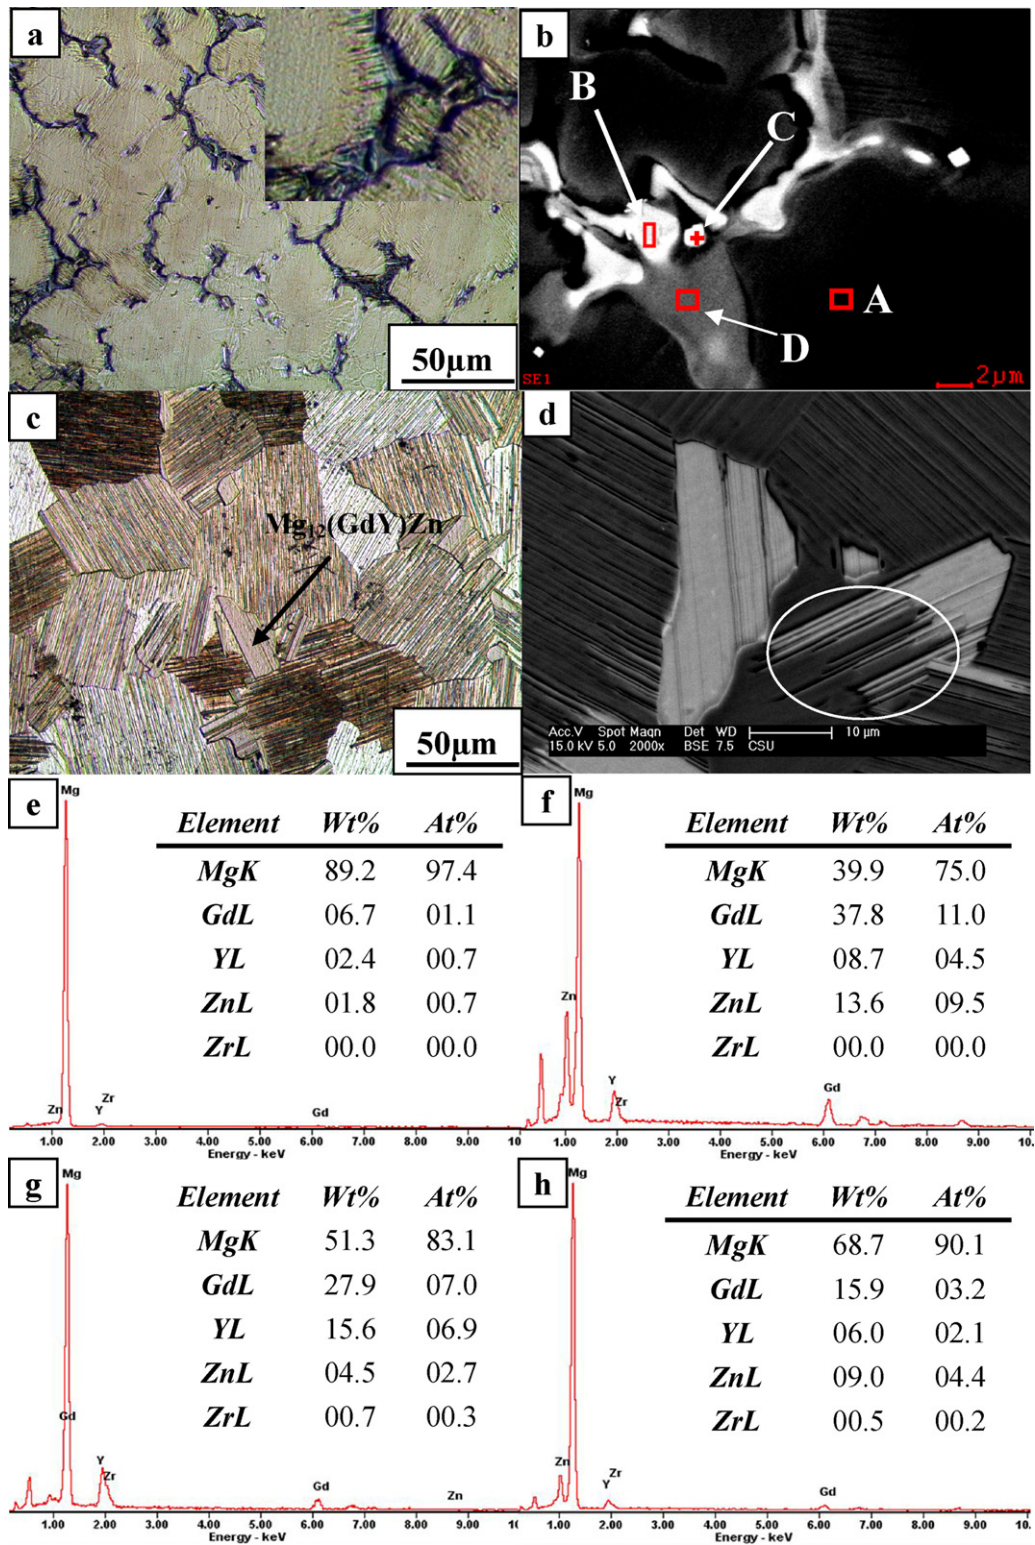 a
50μm
b
B
C
A
D
SE1
2μm
c
Mg12(GdY)Zn
50μm
d
Acc.V Spot Magn Det WD
15.0 kV 5.0 2000x BSE 7.5 CSU
10 μm
e
Mg
Element Wt% At%
MgK 89.2 97.4
GdL 06.7 01.1
YL 02.4 00.7
ZnL 01.8 00.7
ZrL 00.0 00.0
Zn
Y
Zr
Gd
1.00 2.00 3.00 4.00 5.00 6.00 7.00 8.00 9.00 10.
Energy - keV
f
Mg
Element Wt% At%
MgK 39.9 75.0
GdL 37.8 11.0
YL 08.7 04.5
ZnL 13.6 09.5
ZrL 00.0 00.0
Zn
Y
Zr
Gd
1.00 2.00 3.00 4.00 5.00 6.00 7.00 8.00 9.00 10.
Energy - keV
g
Mg
Element Wt% At%
MgK 51.3 83.1
GdL 27.9 07.0
YL 15.6 06.9
ZnL 04.5 02.7
ZrL 00.7 00.3
Gd
Y
Zr
Gd
Zn
1.00 2.00 3.00 4.00 5.00 6.00 7.00 8.00 9.00 10
Energy - keV
h
Mg
Element Wt% At%
MgK 68.7 90.1
GdL 15.9 03.2
YL 06.0 02.1
ZnL 09.0 04.4
ZrL 00.5 00.2
Zn
Zr
Y
Gd
1.00 2.00 3.00 4.00 5.00 6.00 7.00 8.00 9.00 10.
Energy - keV